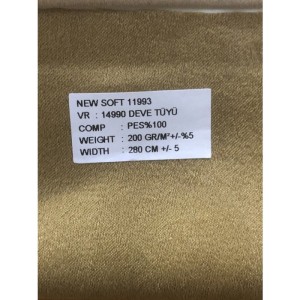 NEW SOFT 11993
VR : 14990 DEVE TÜYÜ
COMP : PES%100
WEIGHT : 200 GR/M²+/-%5
WIDTH : 280 CM +/- 5